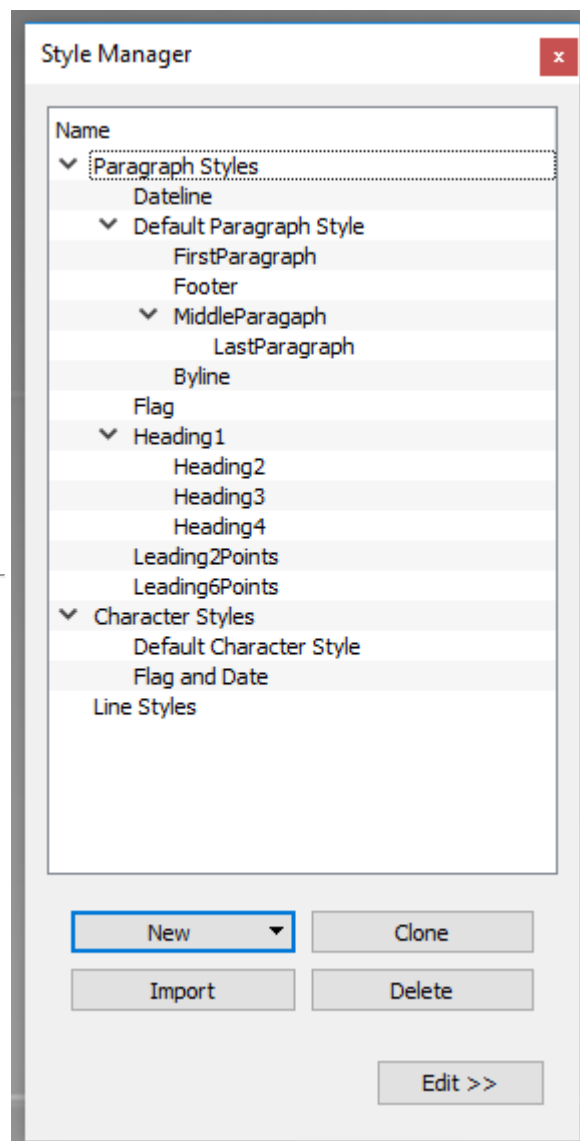 Style Manager
x
Name
Paragraph Styles
Dateline
Default Paragraph Style
FirstParagraph
Footer
MiddleParagaph
LastParagraph
Byline
Flag
Heading1
Heading2
Heading3
Heading4
Leading2Points
Leading6Points
Character Styles
Default Character Style
Flag and Date
Line Styles
New Clone
Import Delete
Edit >>